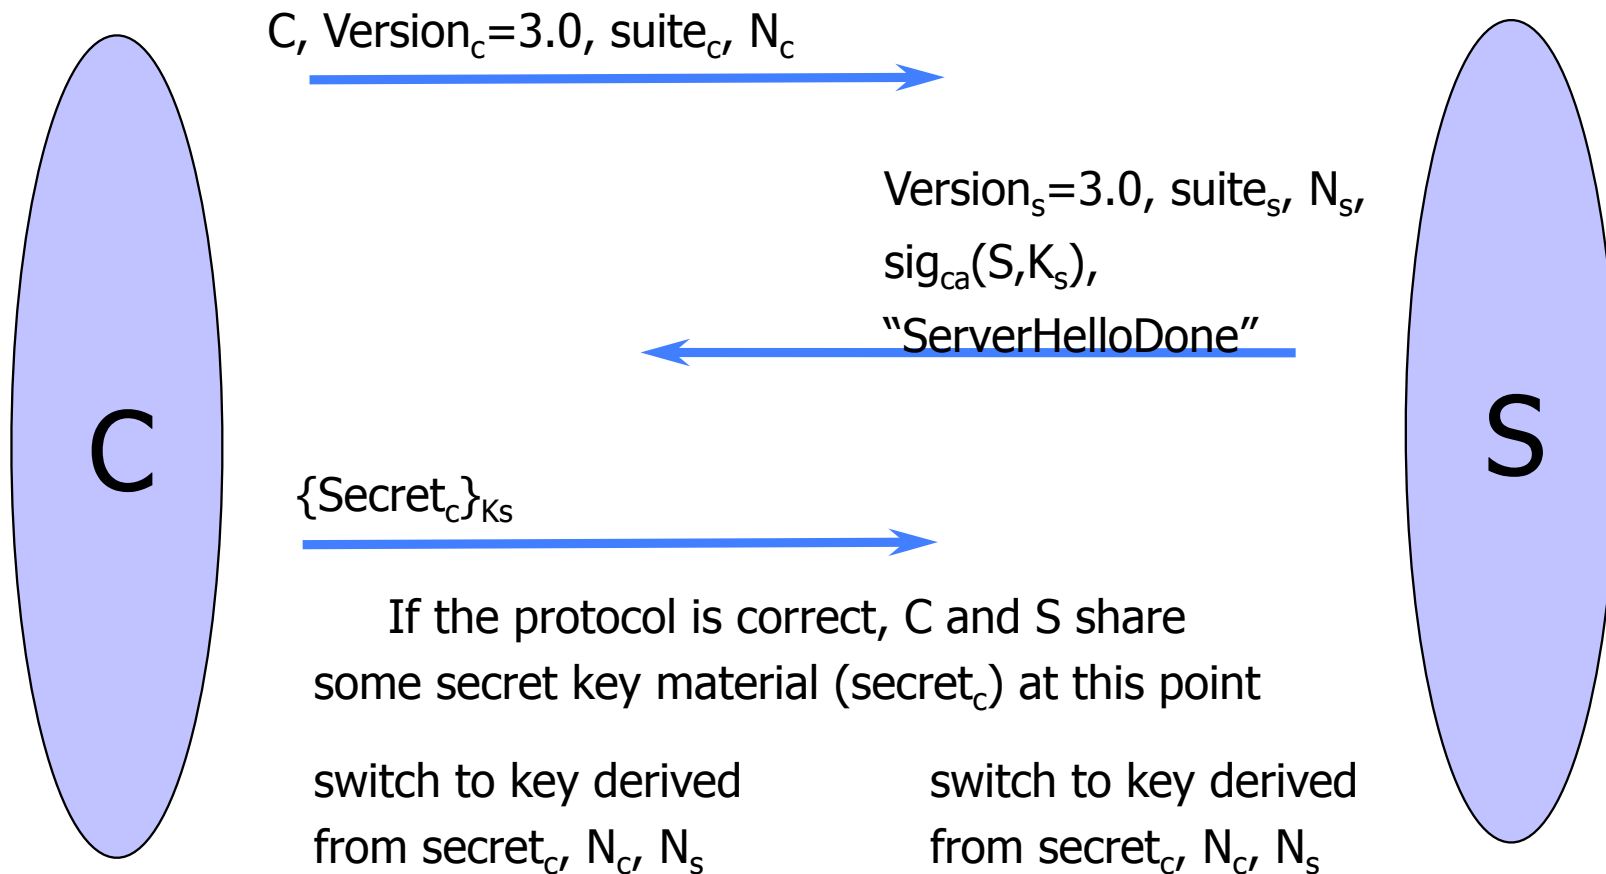 C, Version_c=3.0, suite_c, N_c
Version_s=3.0, suite_s, N_s,
sig_ca(S,K_s),
“ServerHelloDone”
C
S
{Secret_c}_Ks
If the protocol is correct, C and S share
some secret key material (secret_c) at this point
switch to key derived
from secret_c, N_c, N_s
switch to key derived
from secret_c, N_c, N_s